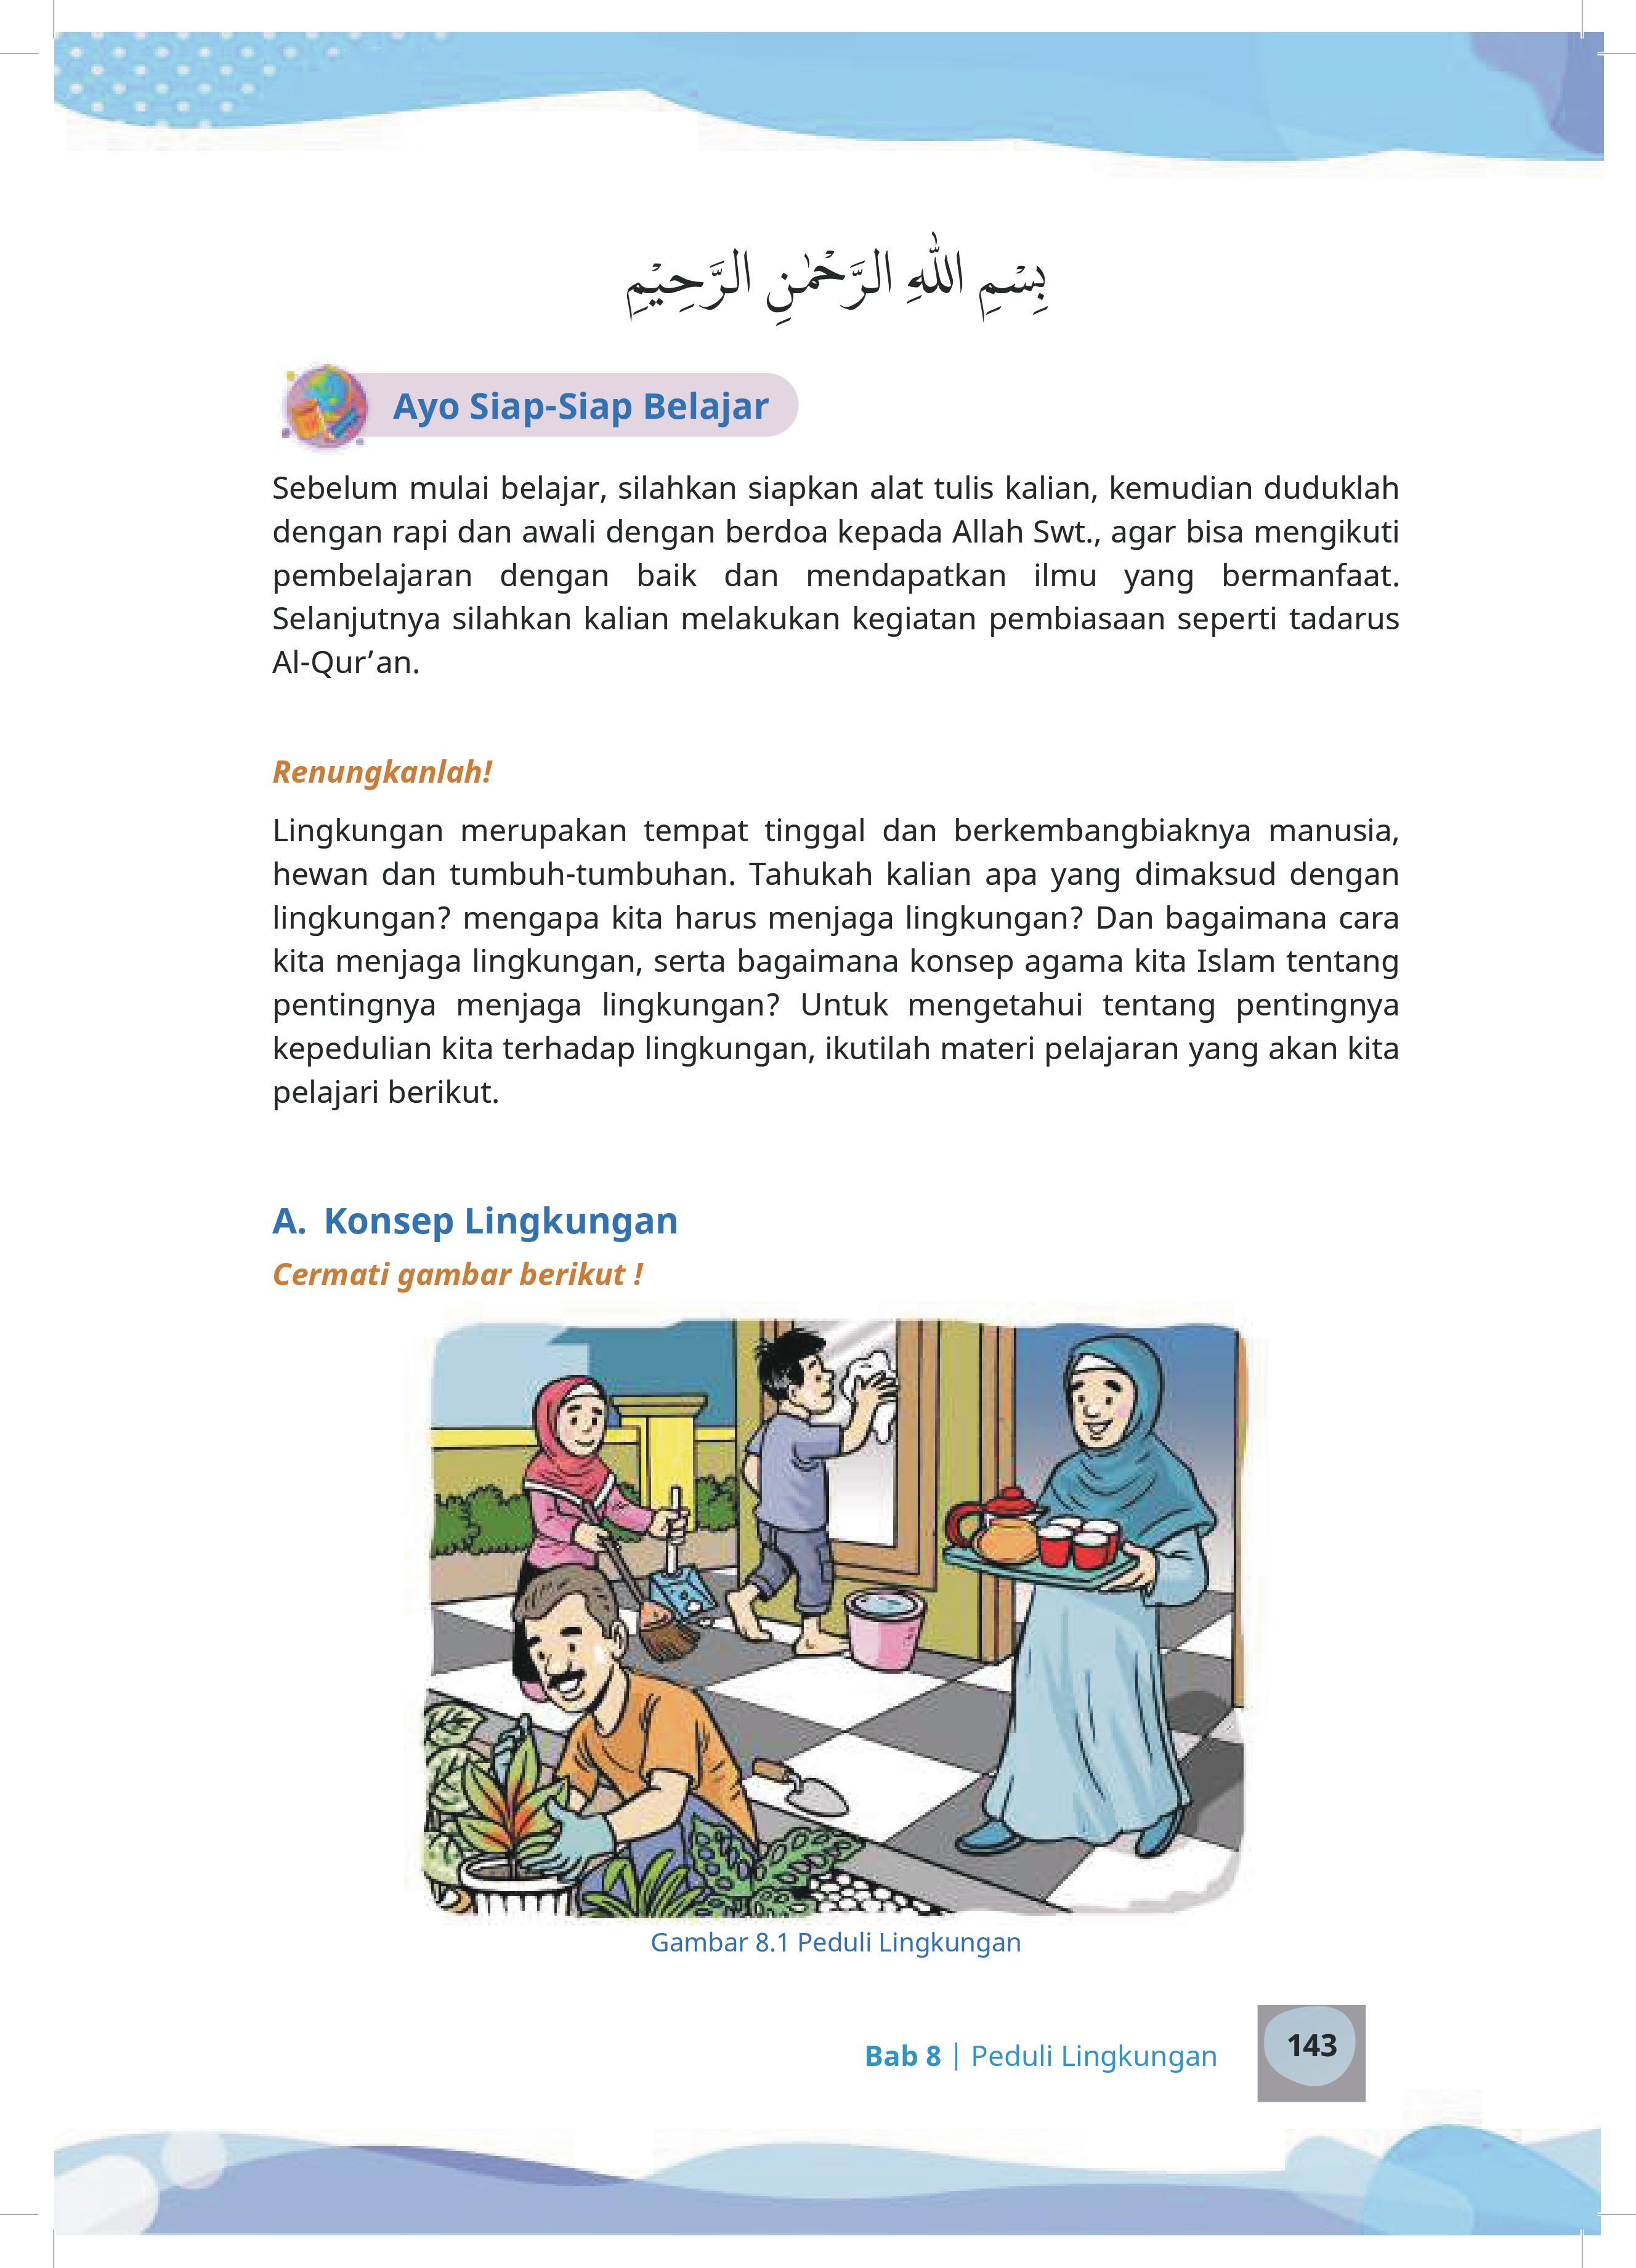 بِسْمِ اللّٰهِ الرَّحْمٰنِ الرَّحِيْمِ
Ayo Siap-Siap Belajar
Sebelum mulai belajar, silahkan siapkan alat tulis kalian, kemudian duduklah
dengan rapi dan awali dengan berdoa kepada Allah Swt., agar bisa mengikuti
pembelajaran dengan baik dan mendapatkan ilmu yang bermanfaat.
Selanjutnya silahkan kalian melakukan kegiatan pembiasaan seperti tadarus
Al-Qur’an.
Renungkanlah!
Lingkungan merupakan tempat tinggal dan berkembangbiaknya manusia,
hewan dan tumbuh-tumbuhan. Tahukah kalian apa yang dimaksud dengan
lingkungan? mengapa kita harus menjaga lingkungan? Dan bagaimana cara
kita menjaga lingkungan, serta bagaimana konsep agama kita Islam tentang
pentingnya menjaga lingkungan? Untuk mengetahui tentang pentingnya
kepedulian kita terhadap lingkungan, ikutilah materi pelajaran yang akan kita
pelajari berikut.
A. Konsep Lingkungan
Cermati gambar berikut !
Gambar 8.1 Peduli Lingkungan
Bab 8 | Peduli Lingkungan
143